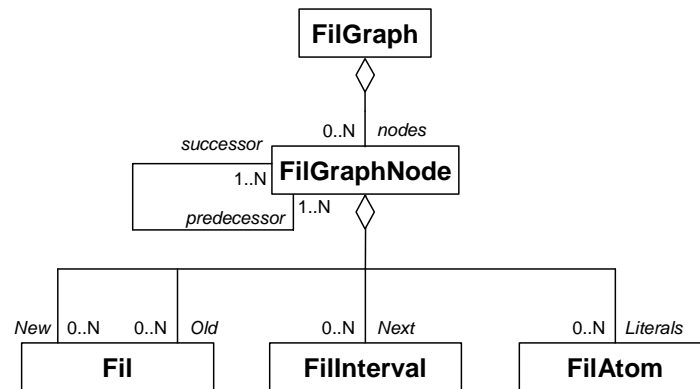 FilGraph
0..N nodes
successor
FilGraphNode
1..N
1..N
predecessor
New 0..N 0..N Old 0..N Next 0..N Literals
Fil FilInterval FilAtom